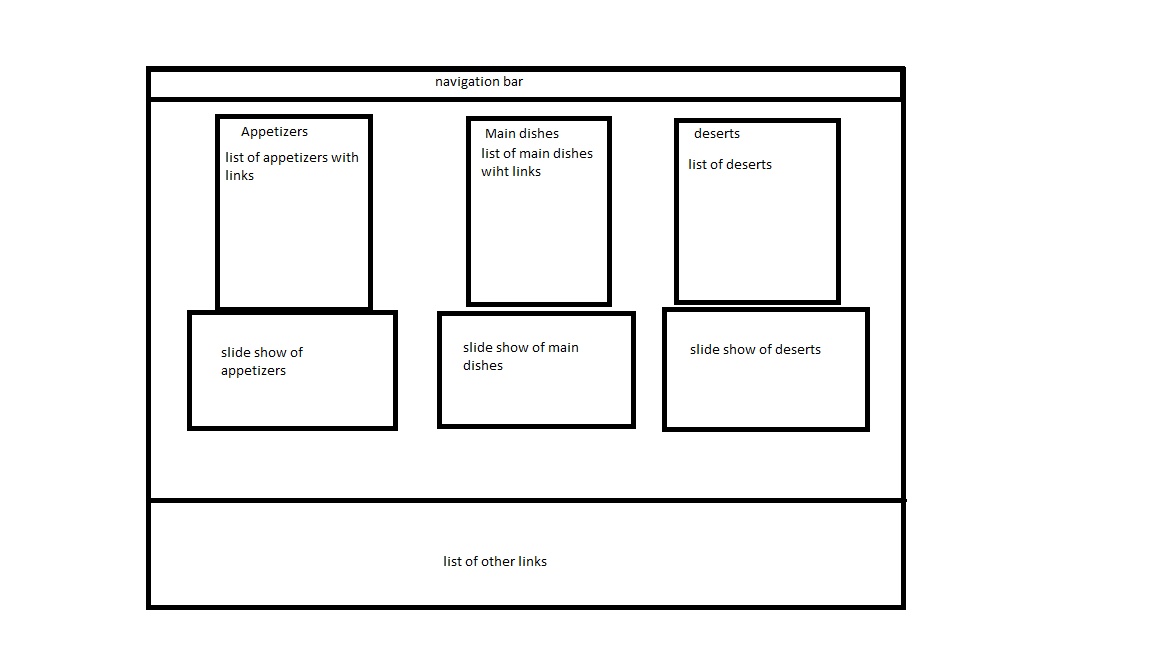 navigation bar
Appetizers
list of appetizers with
links
Main dishes
list of main dishes
wiht links
deserts
list of deserts
slide show of
appetizers
slide show of main
dishes
slide show of deserts
list of other links